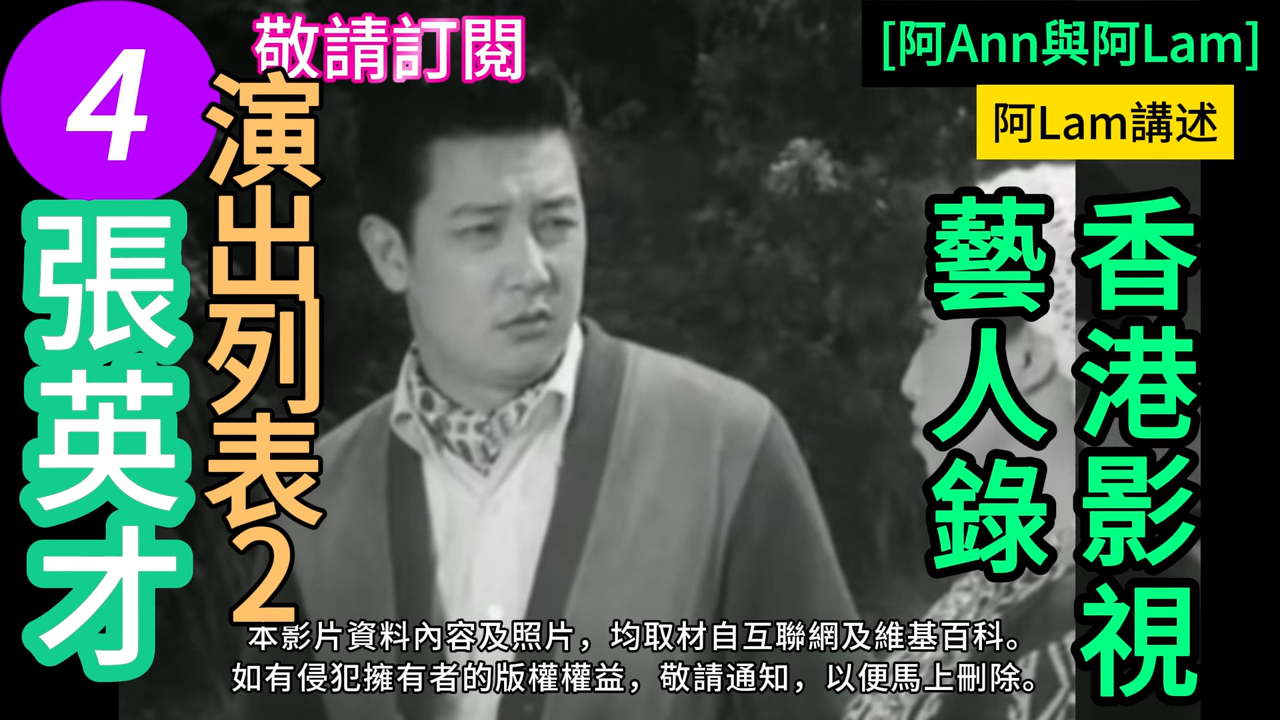 4
敬請訂閱
[阿Ann與阿Lam]
阿Lam講述
張英才
演出列表2
香港影視
藝人錄
本影片資料內容及照片，均取材自互聯網及維基百科。
如有侵犯擁有者的版權權益，敬請通知，以便馬上刪除。